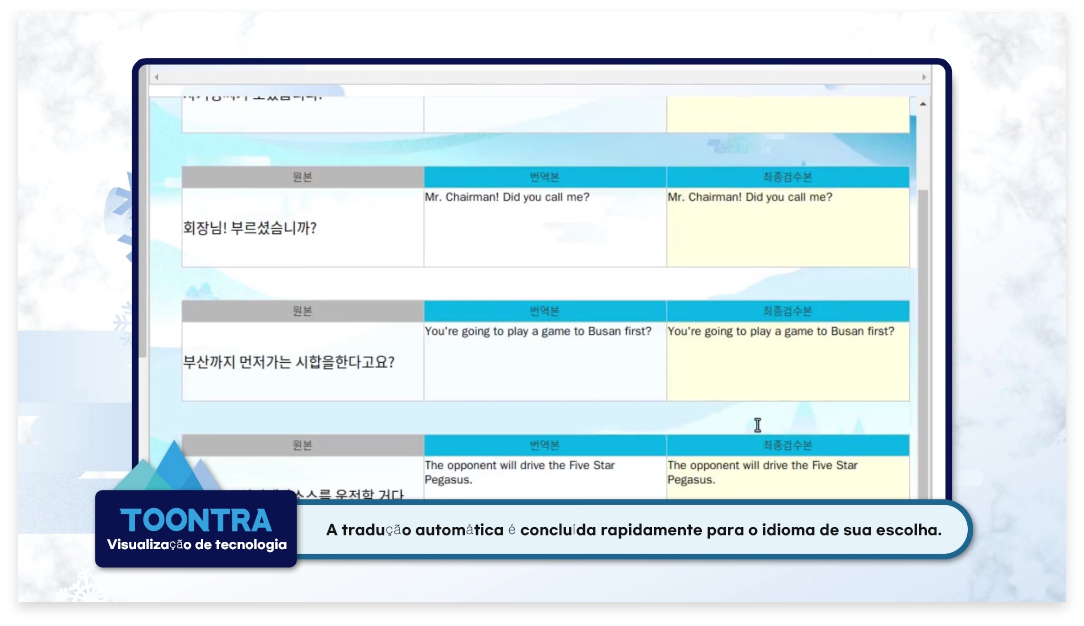 원본 번역본 최종검수본
회장님! 부르셨습니까? Mr. Chairman! Did you call me? Mr. Chairman! Did you call me?
원본 번역본 최종검수본
부산까지 먼저가는 시합을한다고요? You're going to play a game to Busan first? You're going to play a game to Busan first?
원본 번역본 최종검수본
The opponent will drive the Five Star The opponent will drive the Five Star
Pegasus. Pegasus.
운전할 거다
TOONTRA
Visualização de tecnologia
A tradução automática é concluída rapidamente para o idioma de sua escolha.